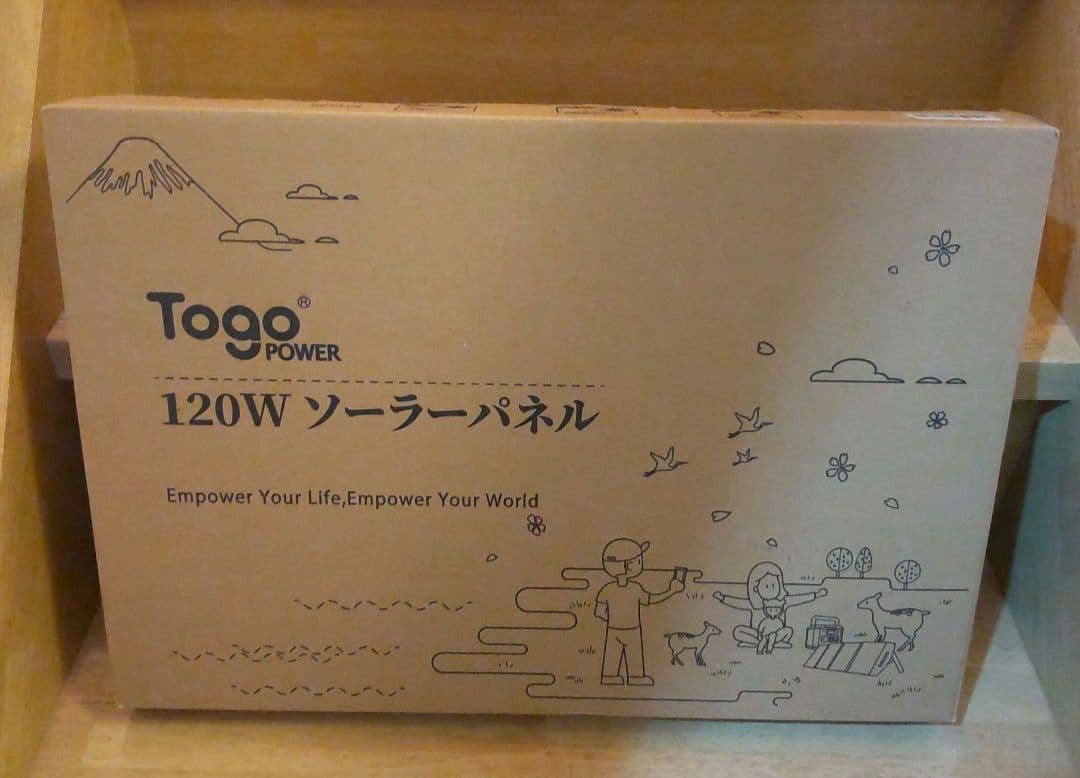 Togo®
POWER
120W ソーラーパネル
Empower Your Life,Empower Your World